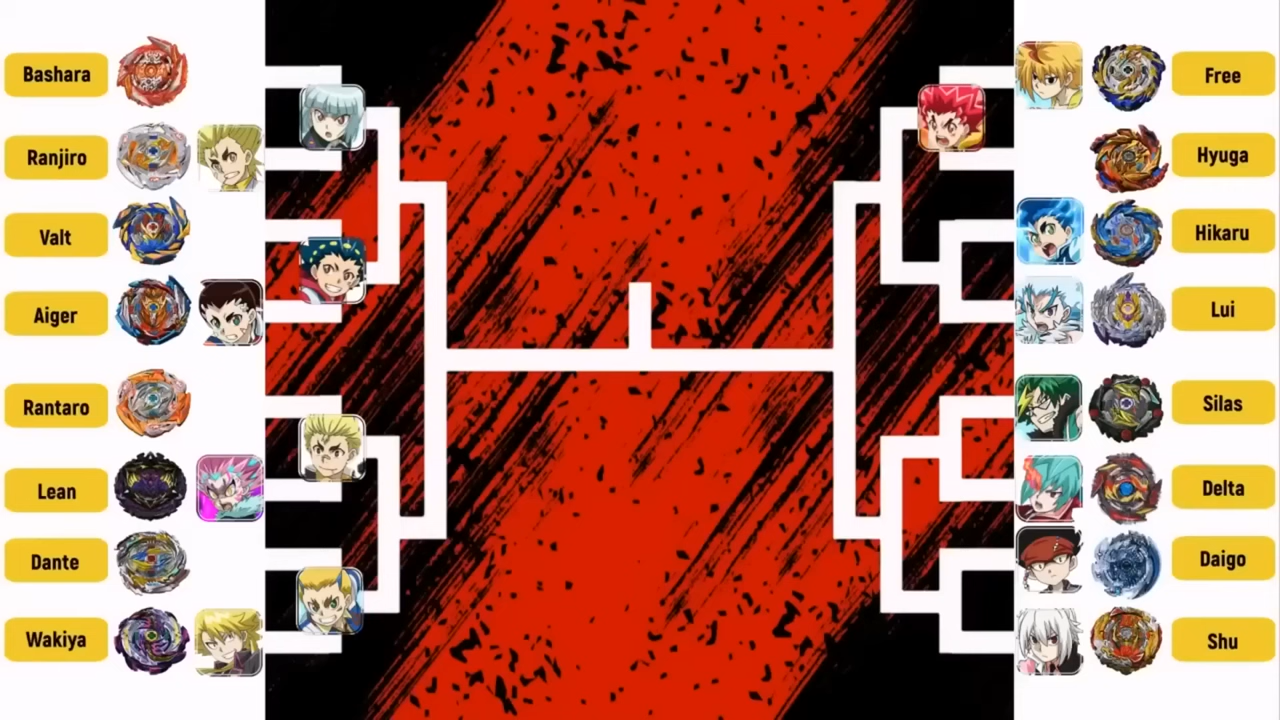 Bashara
Ranjiro
Valt
Aiger
Rantaro
Lean
Dante
Wakiya
Free
Hyuga
Hikaru
Lui
Silas
Delta
Daigo
Shu